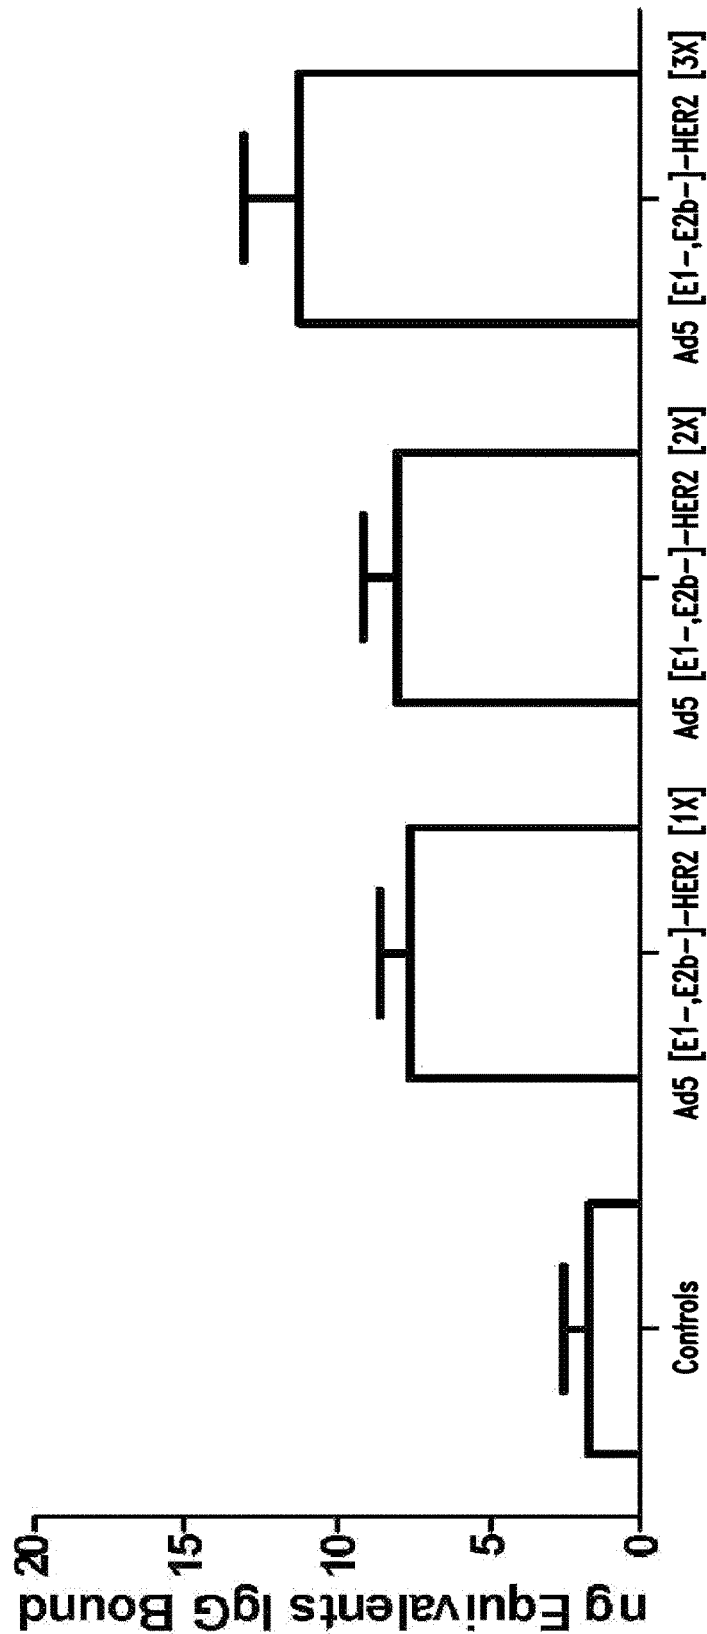 ng Equivalents IgG Bound
20
15
10
5
0
Controls
Ad5 [E1-,E2b-]-HER2 [1X]
Ad5 [E1-,E2b-]-HER2 [2X]
Ad5 [E1-,E2b-]-HER2 [3X]